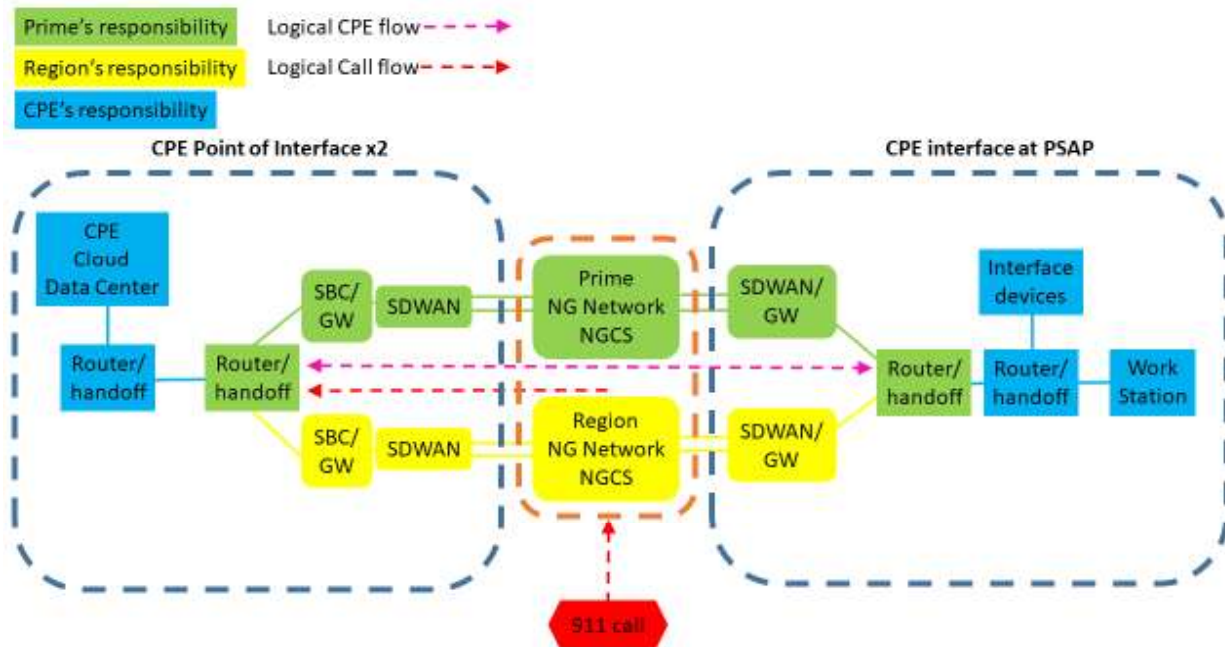 Prime's responsibility
Logical CPE flow
Region's responsibility
Logical Call flow
CPE's responsibility
CPE Point of Interface x2
CPE interface at PSAP
CPE
Cloud
Data Center
Router/
handoff
Router/
handoff
SBC/
GW
SDWAN
SBC/
GW
SDWAN
Prime
NG Network
NGCS
Region
NG Network
NGCS
SDWAN/
GW
SDWAN/
GW
Router/
handoff
Interface
devices
Router/
handoff
Work
Station
911 call